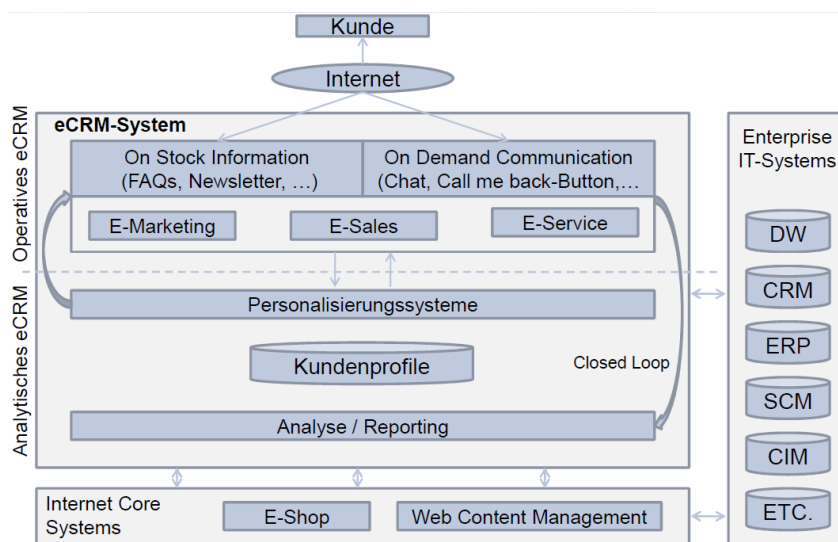 Kunde
Internet
eCRM-System
Operatives eCRM
On Stock Information
(FAQs, Newsletter, …)
On Demand Communication
(Chat, Call me back-Button,…
E-Marketing
E-Sales
E-Service
Analytisches eCRM
Personalisierungssysteme
Kundenprofile
Closed Loop
Analyse / Reporting
Internet Core
Systems
E-Shop
Web Content Management
Enterprise
IT-Systems
DW
CRM
ERP
SCM
CIM
ETC.